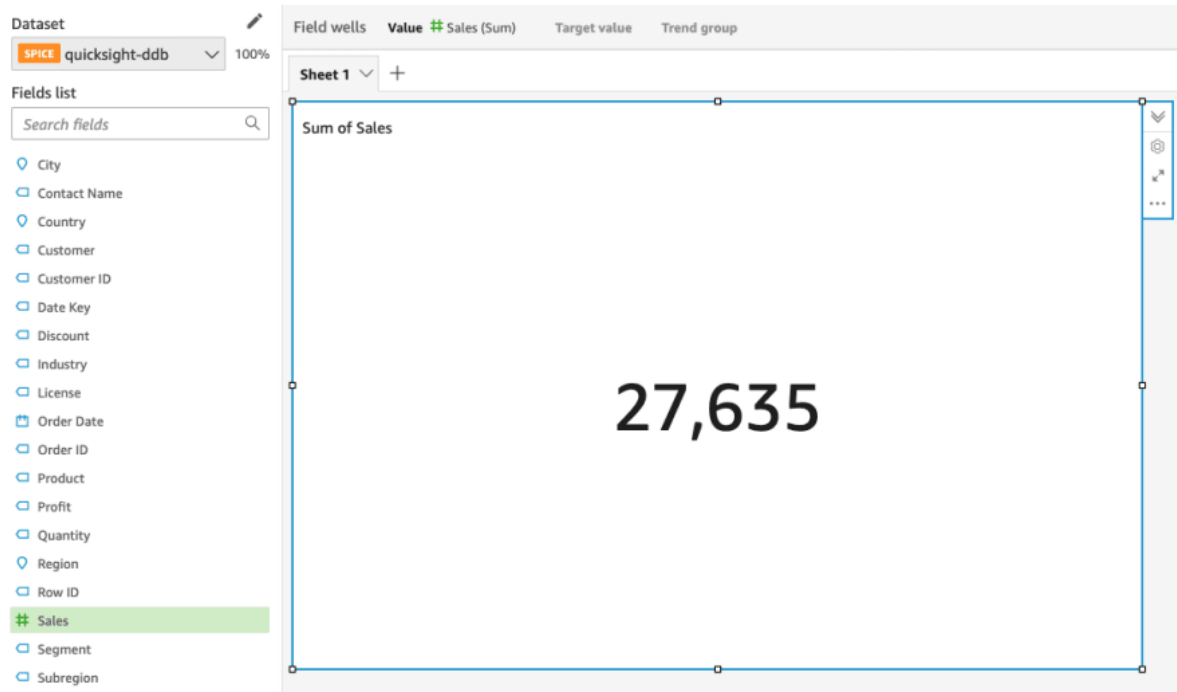 Dataset
SPICE quicksight-ddb 100%
Fields list
Search fields
City
Contact Name
Country
Customer
Customer ID
Date Key
Discount
Industry
License
Order Date
Order ID
Product
Profit
Quantity
Region
Row ID
Sales
Segment
Subregion
Field wells Value Sales (Sum) Target value Trend group
Sheet 1
Sum of Sales
27,635